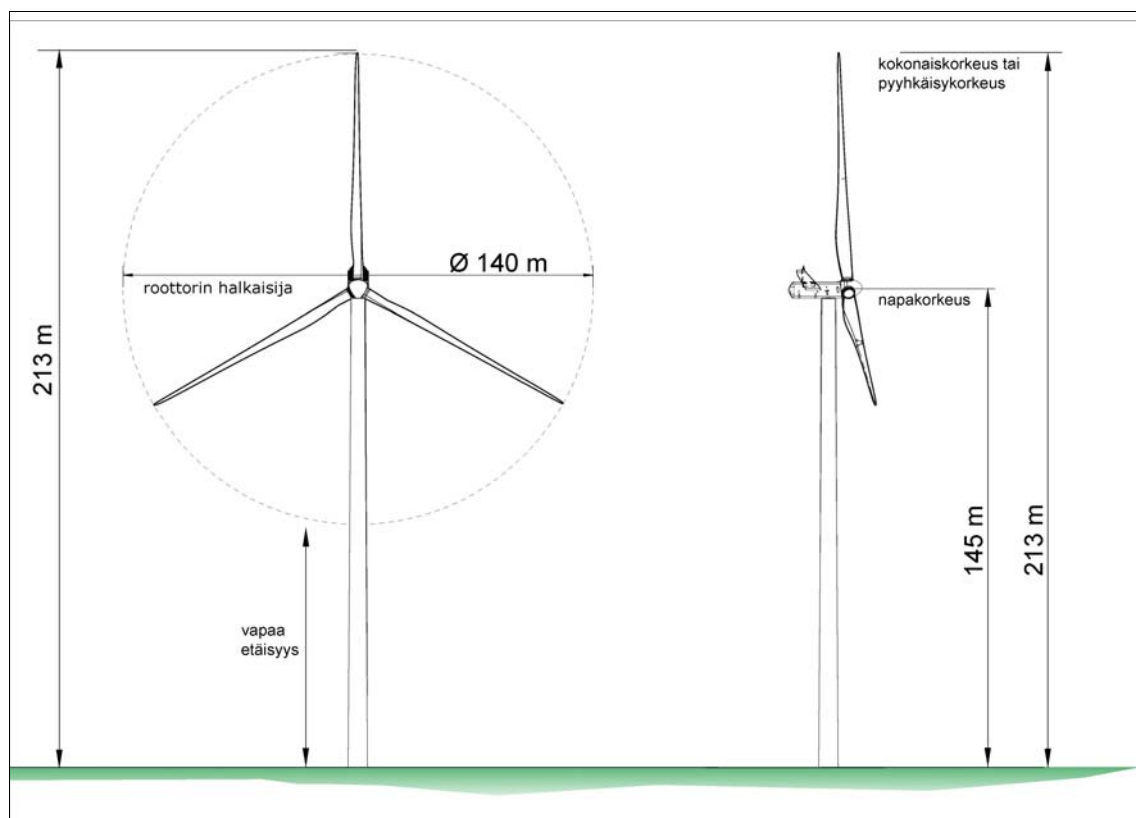 kokonaiskorkeus tai
pyyhkäisykorkeus
Ø 140 m
roottorin halkaisija
napakorkeus
213 m
145 m
213 m
vapaa
etäisyys